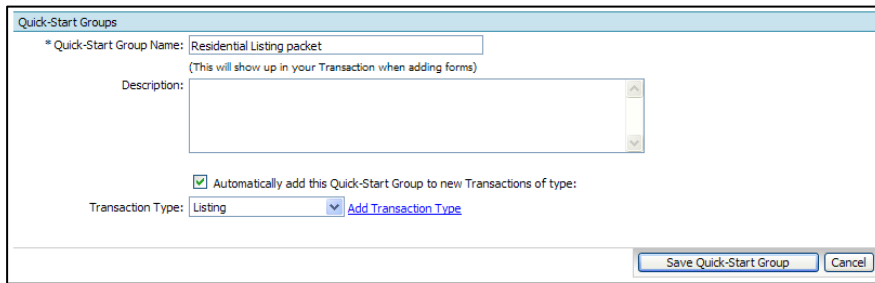 Quick-Start Groups
* Quick-Start Group Name: Residential Listing packet
(This will show up in your Transaction when adding forms)
Description:
Automatically add this Quick-Start Group to new Transactions of type:
Transaction Type: Listing Add Transaction Type
Save Quick-Start Group Cancel